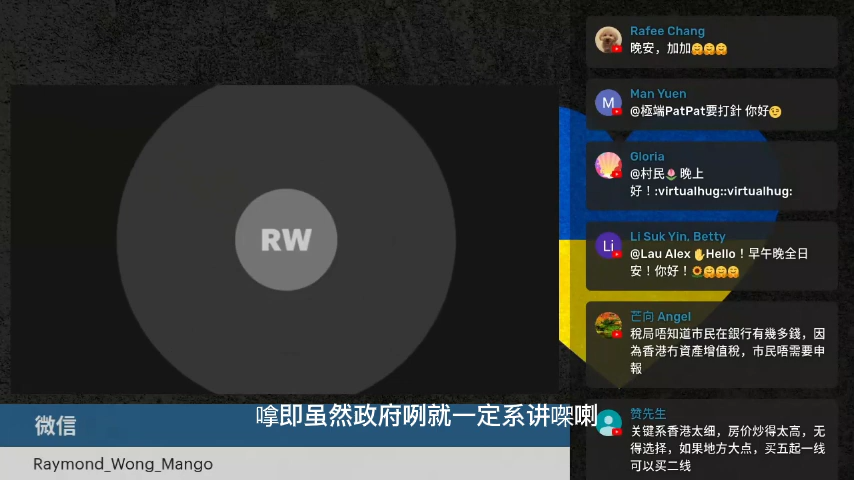 RW
嗱即虽然政府咧就一定系讲㗎喇
微信
Raymond_Wong_Mango
Rafee Chang
晚安，加加🤗🤗🤗
M
Man Yuen
@極端PatPat要打針 你好😉
Gloria
@村民🌷晚上
好！:virtualhug::virtualhug:
Li
Li Suk Yin, Betty
@Lau Alex ✋Hello！早午晚全日
安！你好！🌻🤗🤗🤗
芒向 Angel
稅局唔知道市民在銀行有幾多錢，因
為香港冇資產增值稅，市民唔需要申
報
赞先生
关键系香港太细，房价炒得太高，无
得选择，如果地方大点，买五起一线
可以买二线